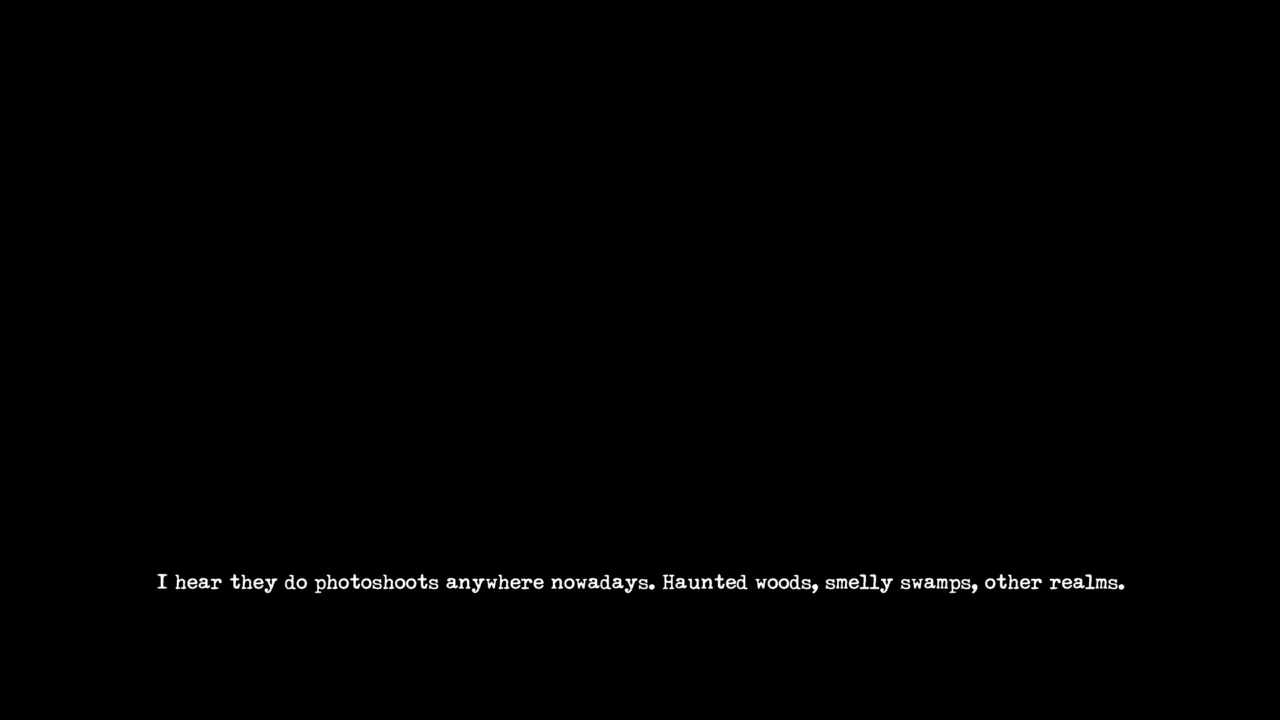 I hear they do photoshoots anywhere nowadays. Haunted woods, smelly swamps, other realms.